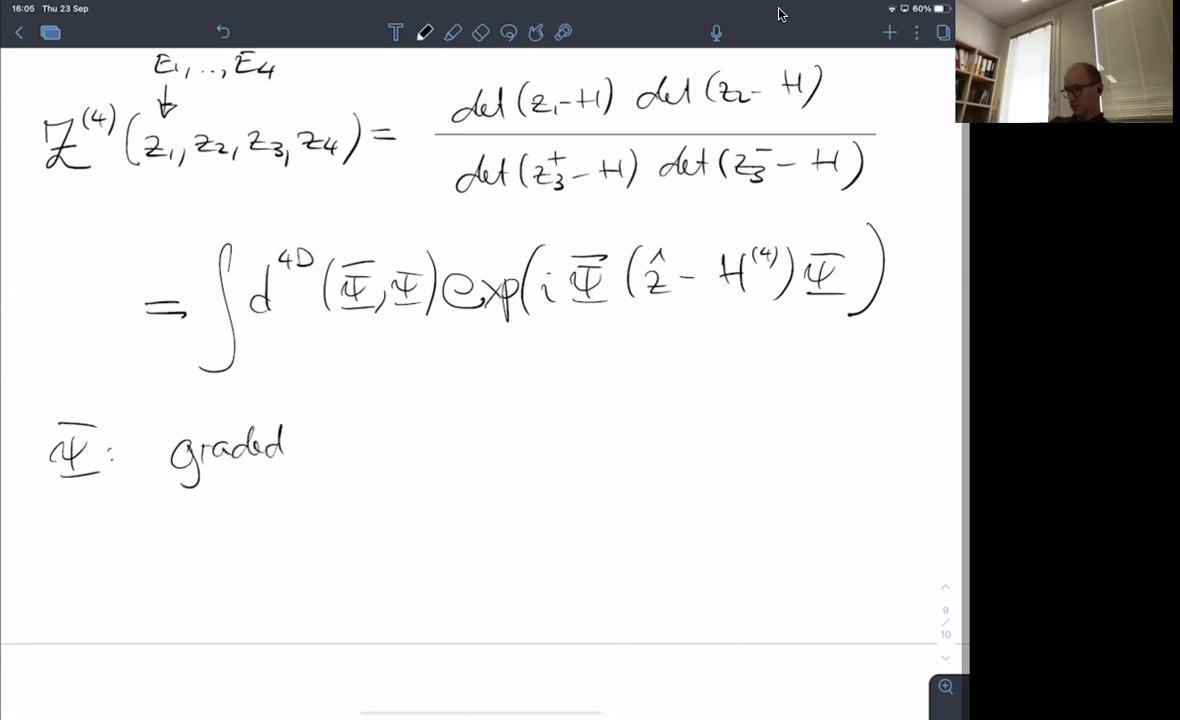 16:05 Thu 23 Sep 60%
E₁, .., E₄
↓
Z⁽⁴⁾(z₁, z₂, z₃, z₄) = det(z₁-H) det(z₂-H) / det(z₃⁺-H) det(z₃⁻-H)
= ∫ d^{4D}(Ψ̄,Ψ) exp(i Ψ̄ (ẑ - H⁽⁴⁾) Ψ)
Ψ: graded
9
/
10